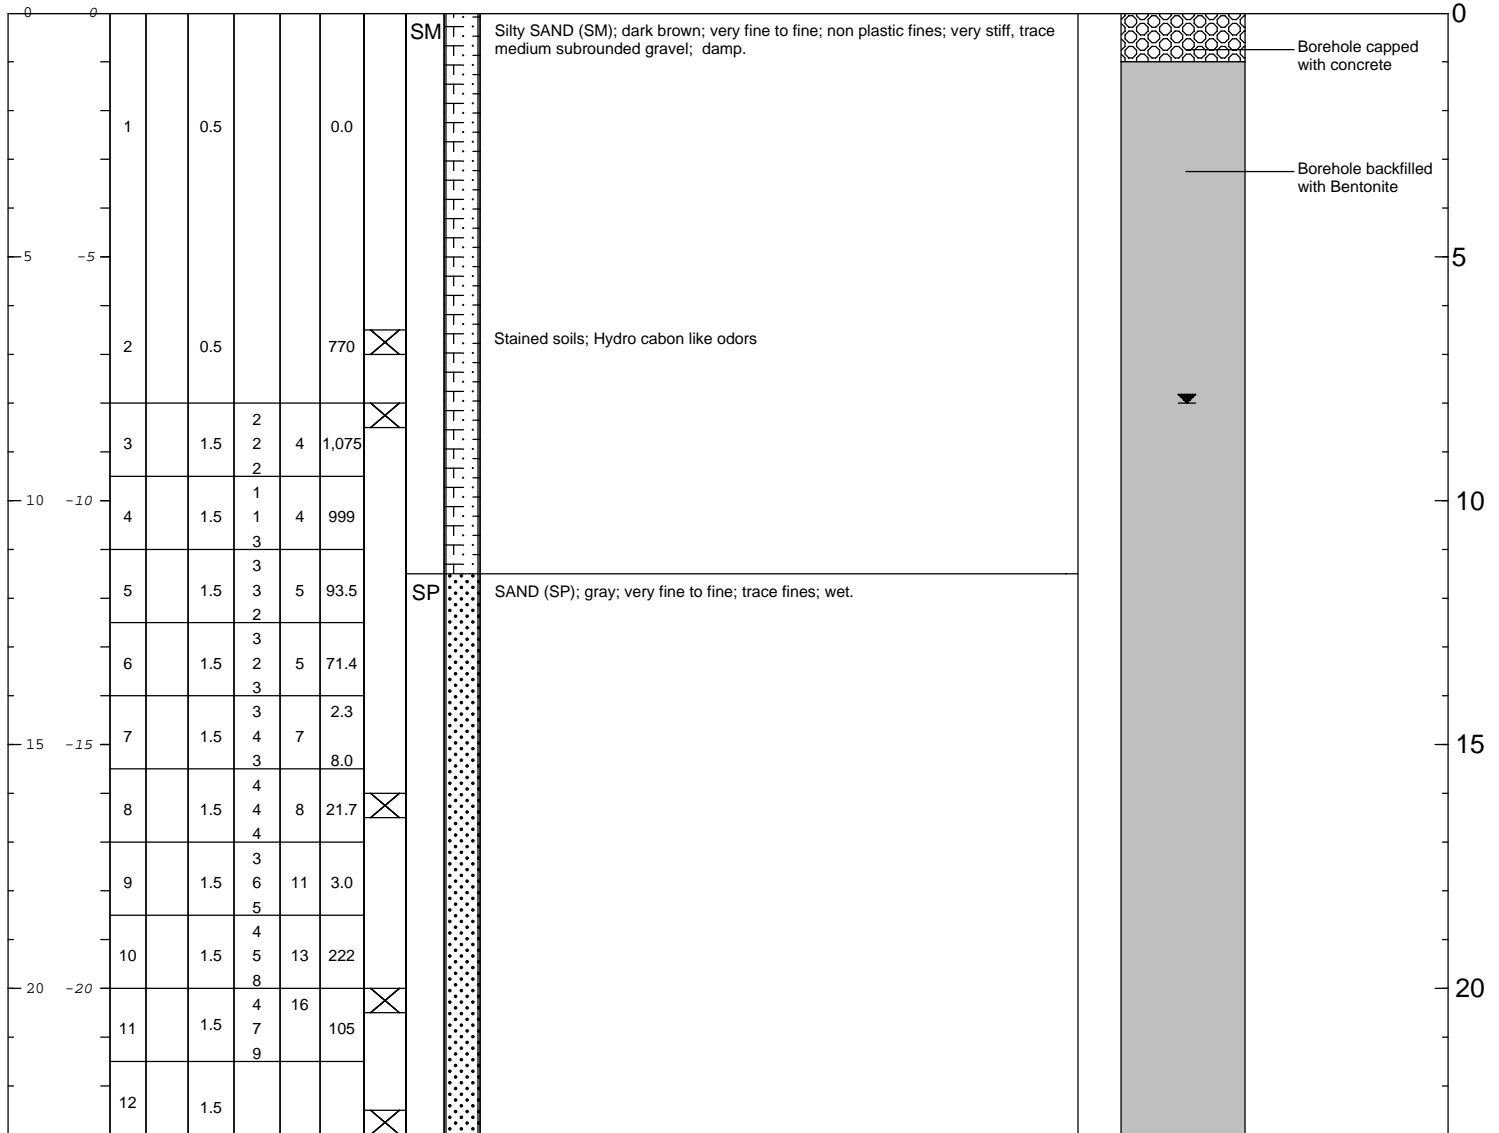 0 0 0
SM
Silty SAND (SM); dark brown; very fine to fine; non plastic fines; very stiff, trace
medium subrounded gravel; damp.
Borehole capped
with concrete
1 0.5 0.0
Borehole backfilled
with Bentonite
5 -5 5
2 0.5 770
Stained soils; Hydro cabon like odors
2
3 1.5 2 4 1,075
2
10 -10 10
1
4 1.5 1 4 999
3
3
5 1.5 3 5 93.5
2
SP
SAND (SP); gray; very fine to fine; trace fines; wet.
3
6 1.5 2 5 71.4
3
3 2.3
7 1.5 4 7
3 8.0
15 -15 15
4
8 1.5 4 8 21.7
4
3
9 1.5 6 11 3.0
5
4
10 1.5 5 13 222
8
20 -20 20
4 16
11 1.5 7 105
9
12 1.5